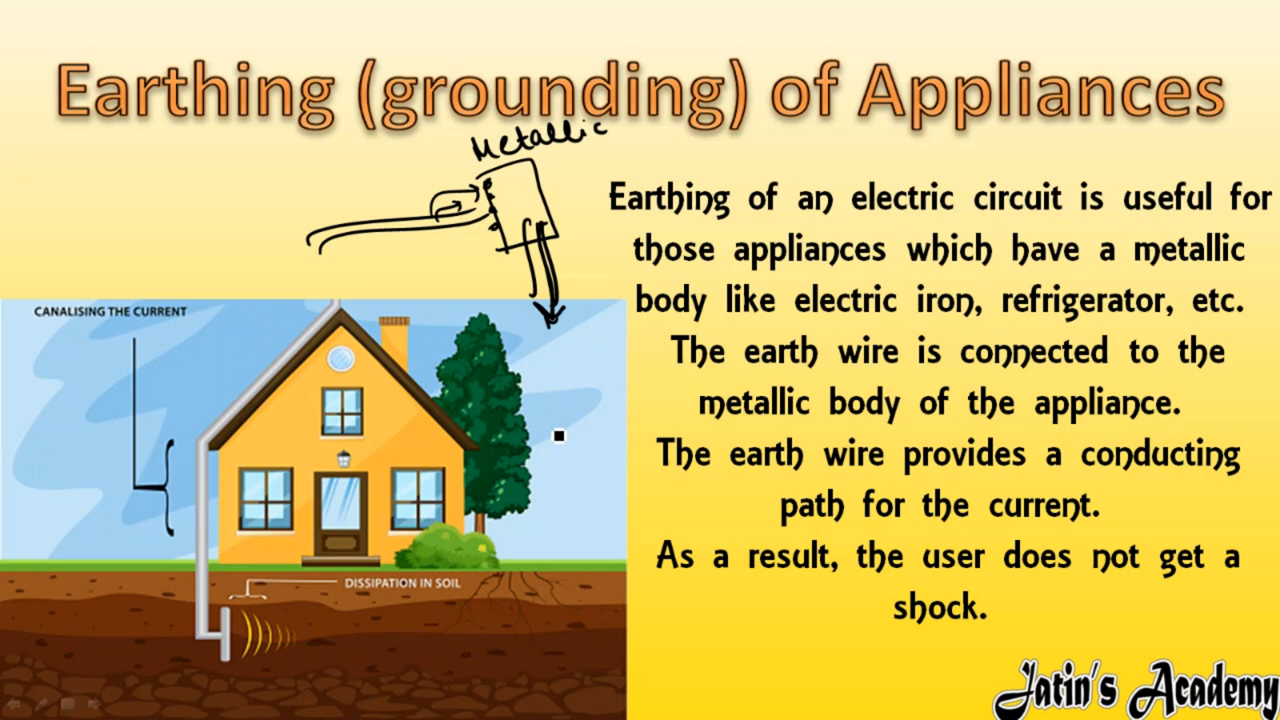 Earthing (grounding) of Appliances
Metallic
Earthing of an electric circuit is useful for
those appliances which have a metallic
body like electric iron, refrigerator, etc.
The earth wire is connected to the
metallic body of the appliance.
The earth wire provides a conducting
path for the current.
As a result, the user does not get a
shock.
CANALISING THE CURRENT
DISSIPATION IN SOIL
Jatin's Academy